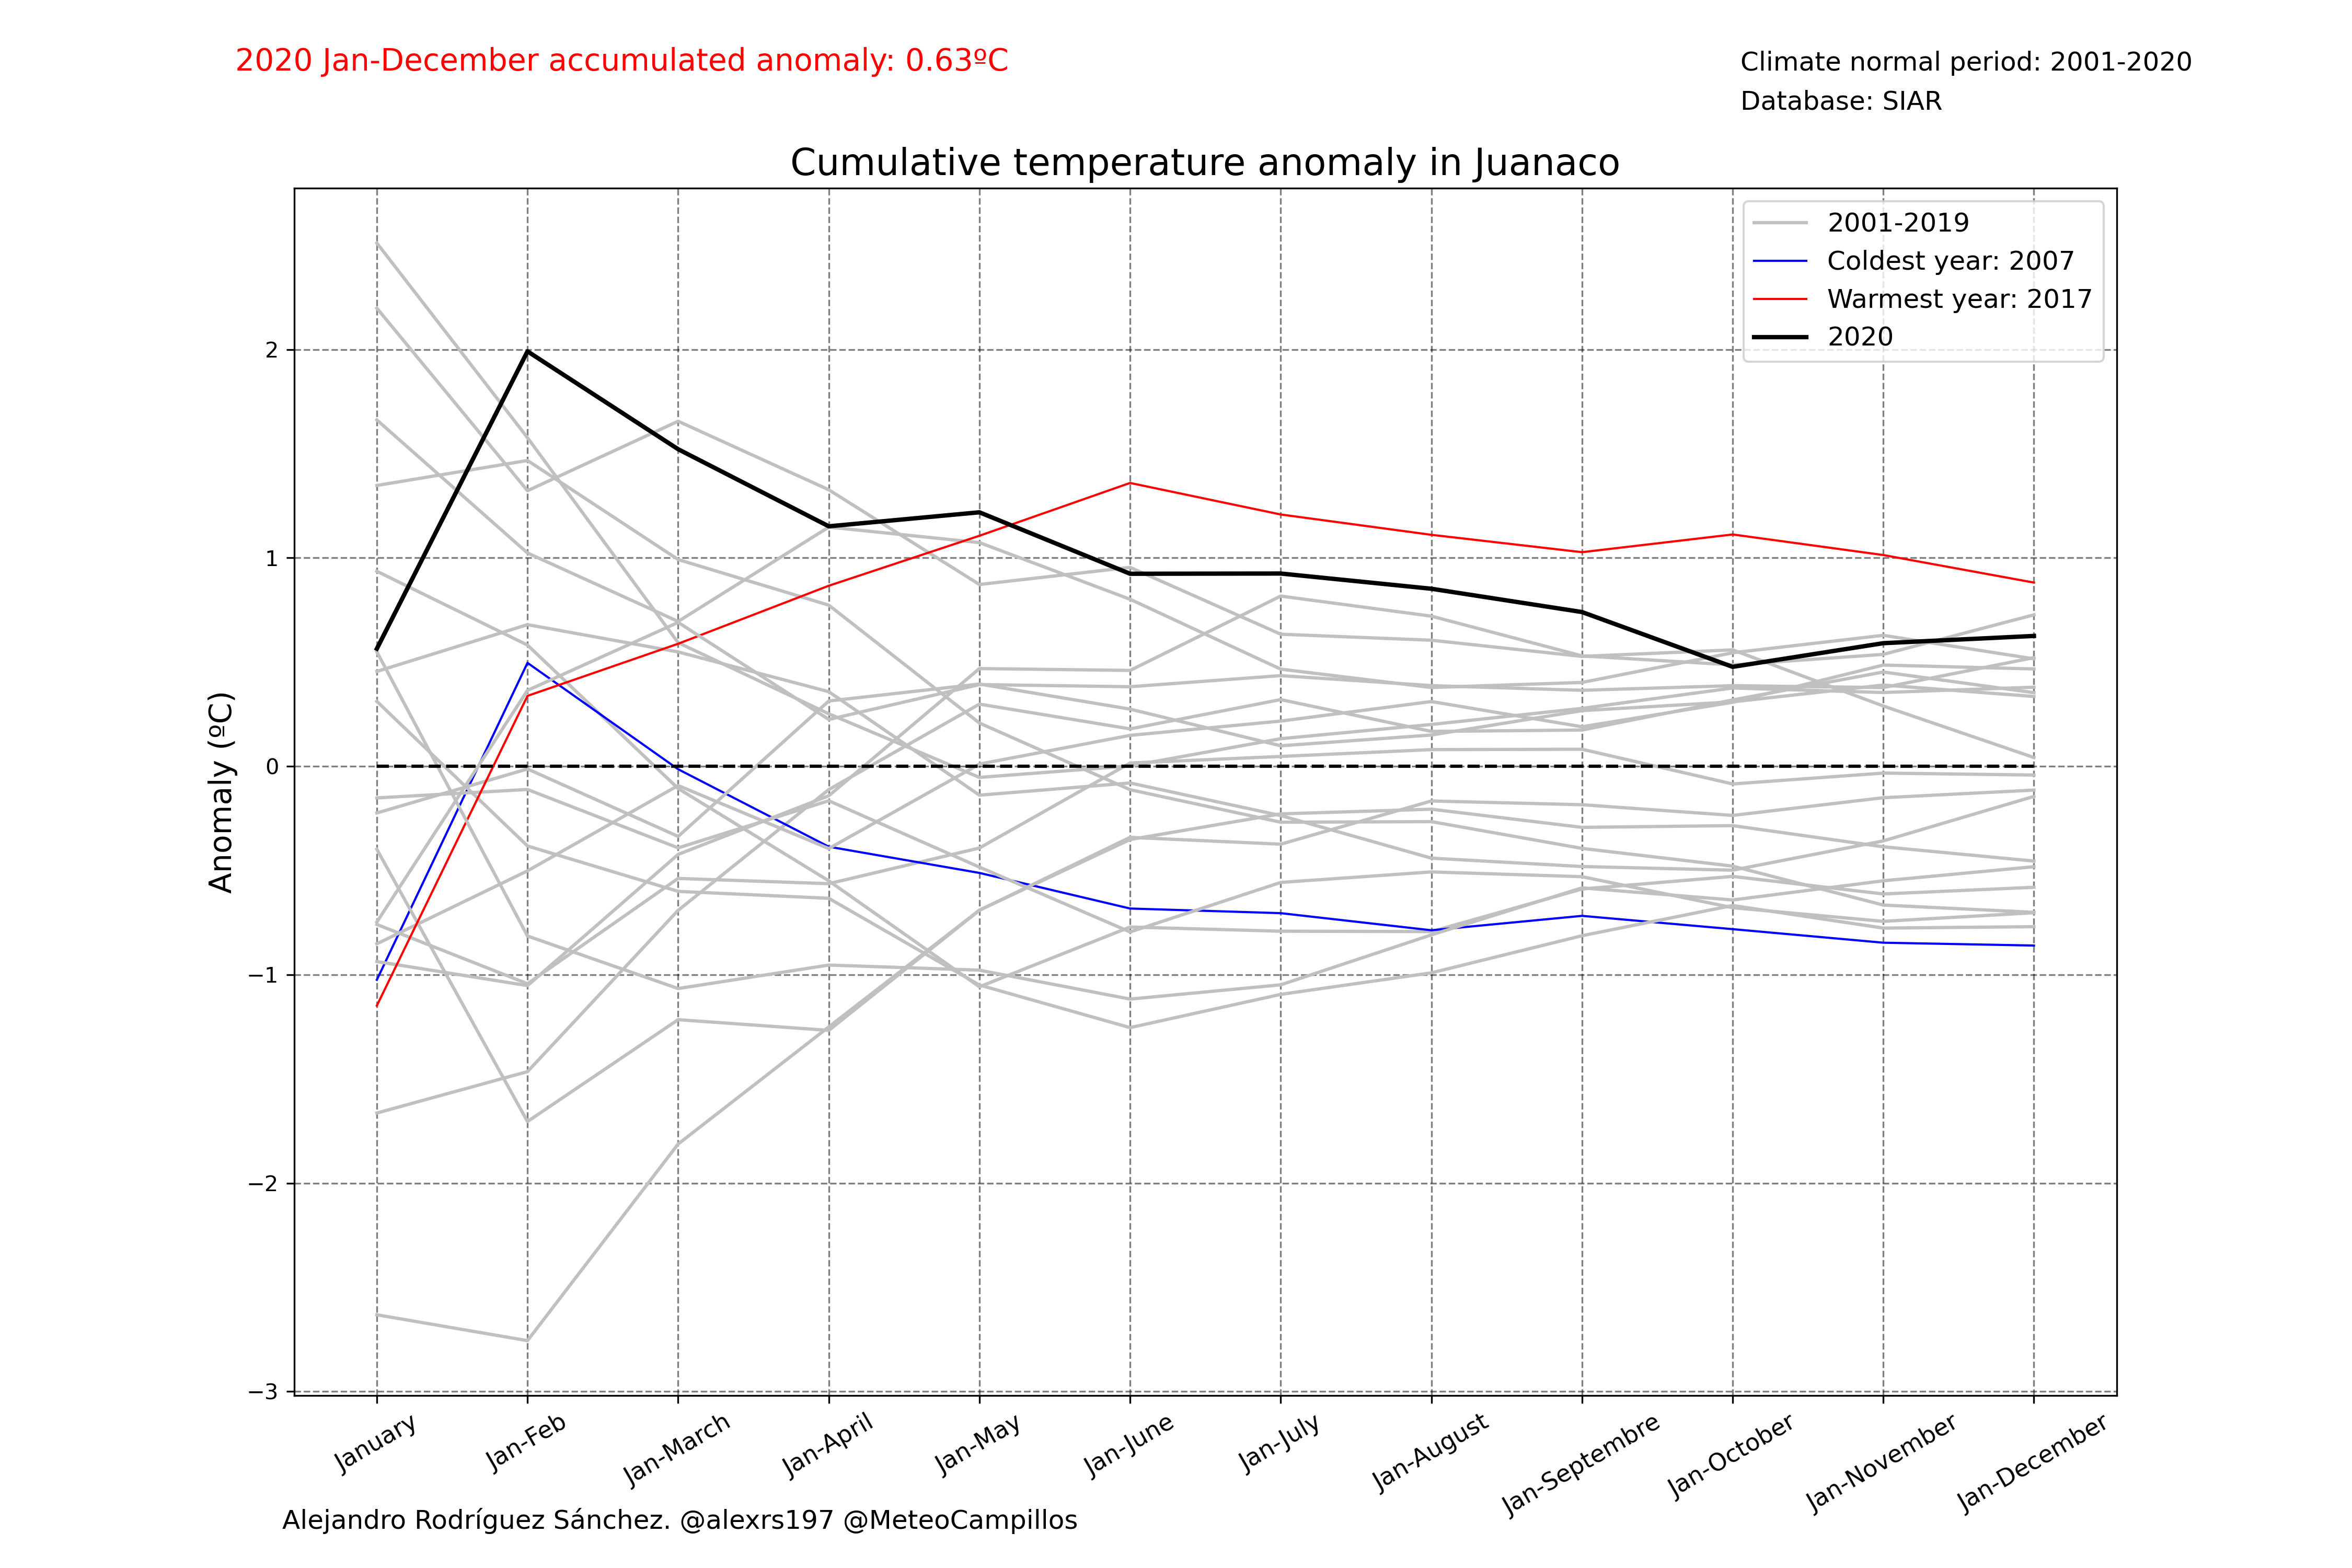 2020 Jan-December accumulated anomaly: 0.63ºC
Climate normal period: 2001-2020
Database: SIAR
Cumulative temperature anomaly in Juanaco
2001-2019
Coldest year: 2007
Warmest year: 2017
2020
Anomaly (ºC)
2
1
0
−1
−2
−3
January
Jan-Feb
Jan-March
Jan-April
Jan-May
Jan-June
Jan-July
Jan-August
Jan-Septembre
Jan-October
Jan-November
Jan-December
Alejandro Rodríguez Sánchez. @alexrs197 @MeteoCampillos